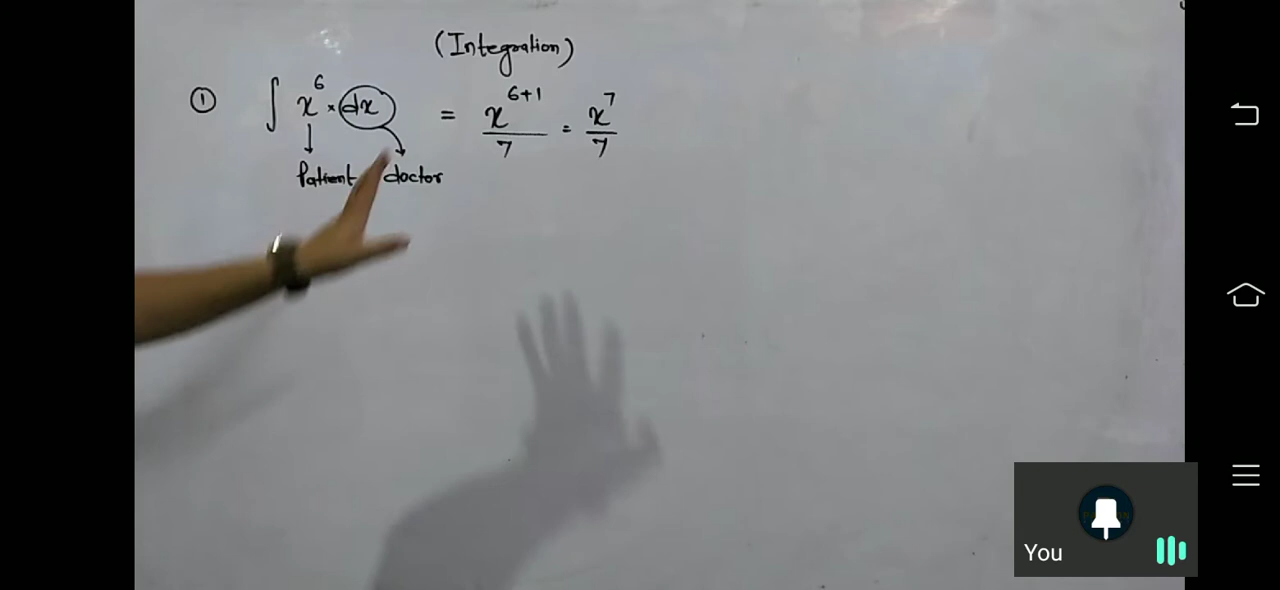 (Integration)
① ∫ x⁶ × dx = x⁶⁺¹/7 = x⁷/7
Patient doctor
You